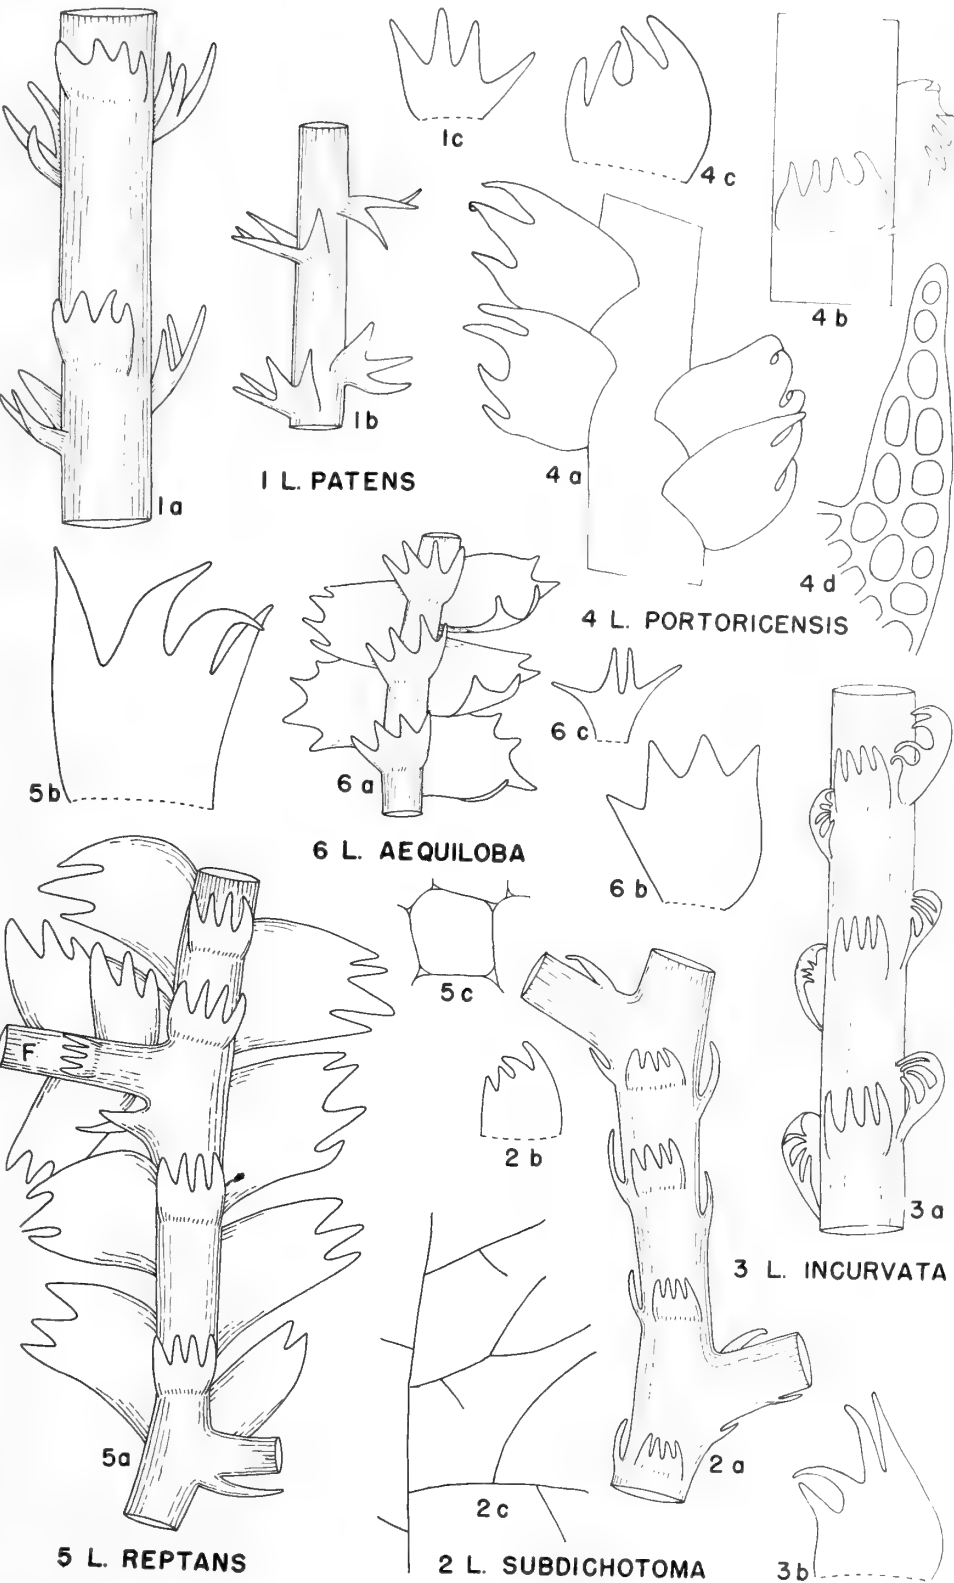 1c
4c
4b
1b
1 L. PATENS
4a
1a
4d
4 L. PORTORICENSIS
6c
5b
6a
6 L. AEQUILOBA
6b
5c
F
2b
3a
3 L. INCURVATA
5a
2a
2c
5 L. REPTANS
2 L. SUBDICHOTOMA
3b